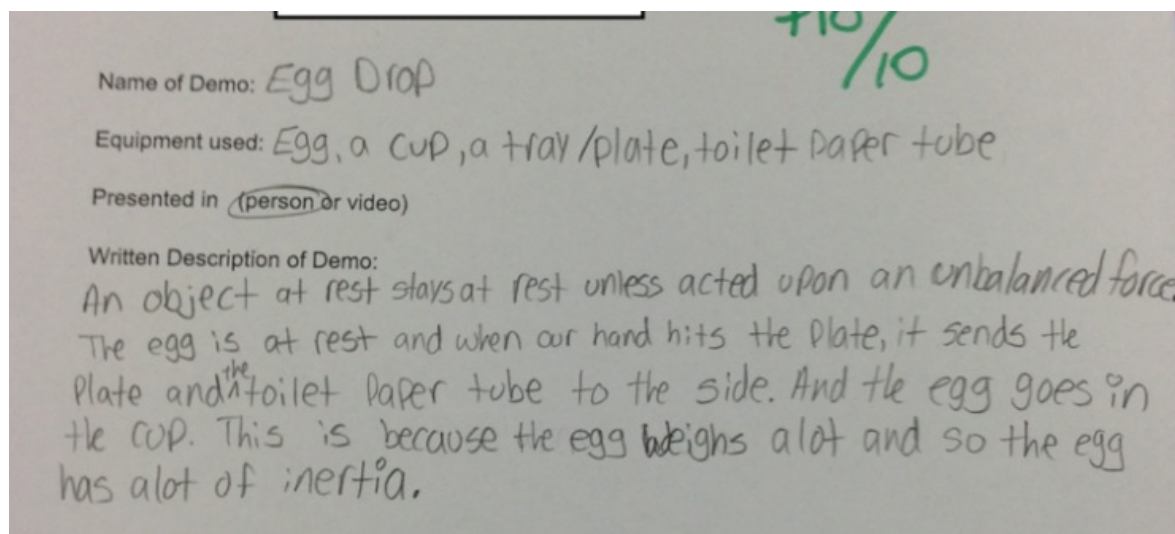 +10/10
Name of Demo: Egg Drop
Equipment used: Egg, a cup, a tray/plate, toilet paper tube
Presented in (person or video)
Written Description of Demo:
An object at rest stays at rest unless acted upon an unbalanced force.
The egg is at rest and when our hand hits the plate, it sends the
plate and the toilet paper tube to the side. And the egg goes in
the cup. This is because the egg weighs alot and so the egg
has alot of inertia.